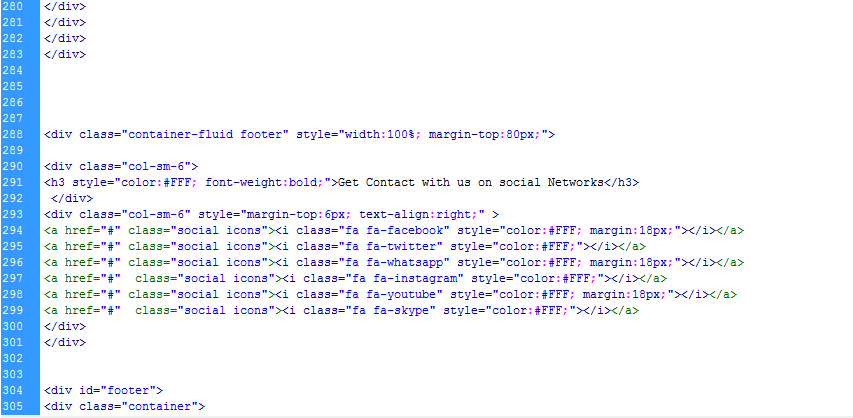 280 </div>
281 </div>
282 </div>
283 </div>
284
285
286
287
288 <div class="container-fluid footer" style="width:100%; margin-top:80px;">
289
290 <div class="col-sm-6">
291 <h3 style="color:#FFF; font-weight:bold;">Get Contact with us on social Networks</h3>
292  </div>
293 <div class="col-sm-6" style="margin-top:6px; text-align:right;" >
294 <a href="#" class="social icons"><i class="fa fa-facebook" style="color:#FFF; margin:18px;"></i></a>
295 <a href="#" class="social icons"><i class="fa fa-twitter" style="color:#FFF;"></i></a>
296 <a href="#" class="social icons"><i class="fa fa-whatsapp" style="color:#FFF; margin:18px;"></i></a>
297 <a href="#"  class="social icons"><i class="fa fa-instagram" style="color:#FFF;"></i></a>
298 <a href="#" class="social icons"><i class="fa fa-youtube" style="color:#FFF; margin:18px;"></i></a>
299 <a href="#"  class="social icons"><i class="fa fa-skype" style="color:#FFF;"></i></a>
300 </div>
301 </div>
302
303
304 <div id="footer">
305 <div class="container">